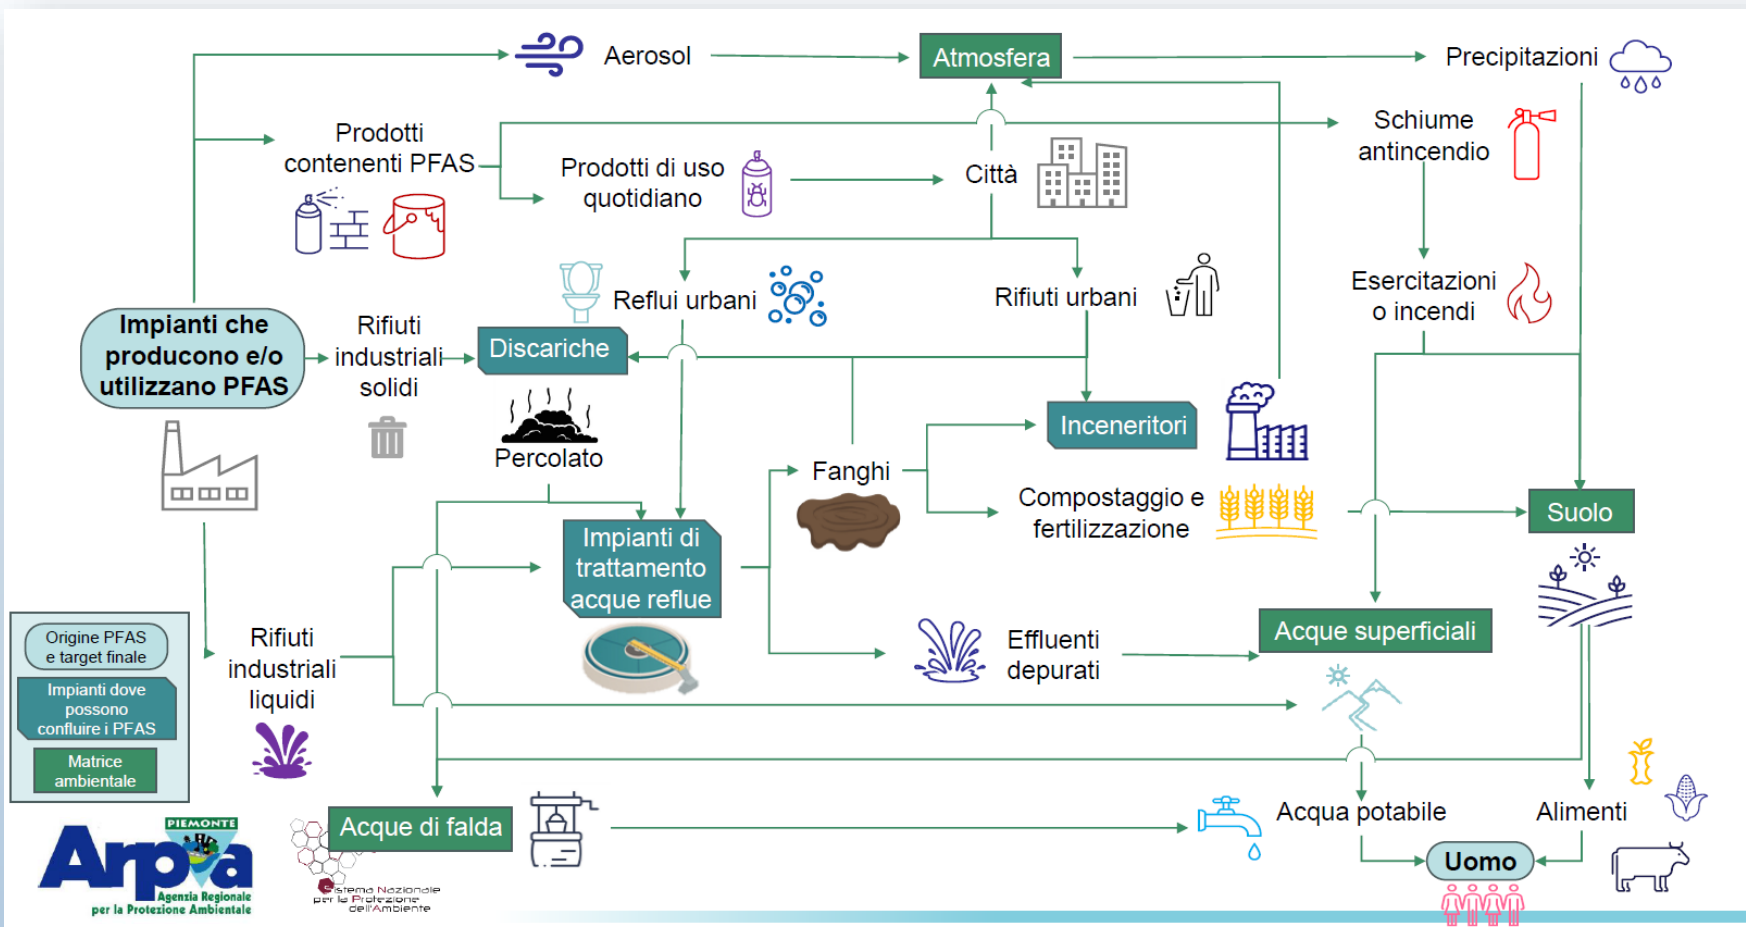 Aerosol
Atmosfera
Precipitazioni
Prodotti
contenenti PFAS
Prodotti di uso
quotidiano
Città
Schiume
antincendio
Reflui urbani
Rifiuti urbani
Esercitazioni
o incendi
Impianti che
producono e/o
utilizzano PFAS
Rifiuti
industriali
solidi
Discariche
Percolato
Inceneritori
Fanghi
Compostaggio e
fertilizzazione
Suolo
Impianti di
trattamento
acque reflue
Rifiuti
industriali
liquidi
Effluenti
depurati
Acque superficiali
Origine PFAS
e target finale
Impianti dove
possono
confluire i PFAS
Matrice
ambientale
Acque di falda
Acqua potabile
Alimenti
Uomo
PIEMONTE
Arpa
Agenzia Regionale
per la Protezione Ambientale
Sistema Nazionale
per la Protezione
dell'Ambiente